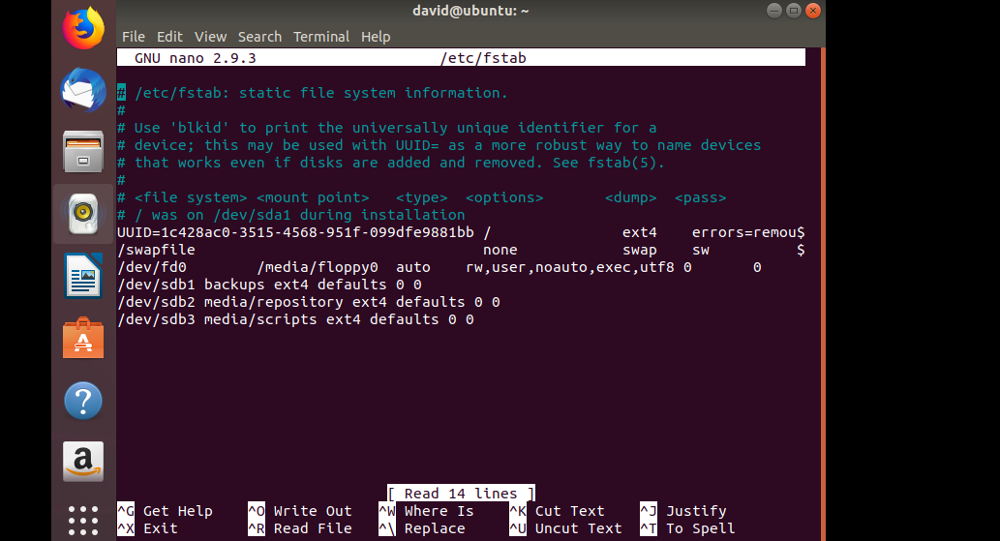 david@ubuntu: ~
File Edit View Search Terminal Help
GNU nano 2.9.3 /etc/fstab
# /etc/fstab: static file system information.
#
# Use 'blkid' to print the universally unique identifier for a
# device; this may be used with UUID= as a more robust way to name devices
# that works even if disks are added and removed. See fstab(5).
#
# <file system> <mount point> <type> <options> <dump> <pass>
# / was on /dev/sda1 during installation
UUID=1c428ac0-3515-4568-951f-099dfe9881bb / ext4 errors=remou$
/swapfile none swap sw $
/dev/fd0 /media/floppy0 auto rw,user,noauto,exec,utf8 0 0
/dev/sdb1 backups ext4 defaults 0 0
/dev/sdb2 media/repository ext4 defaults 0 0
/dev/sdb3 media/scripts ext4 defaults 0 0
[ Read 14 lines ]
^G Get Help ^O Write Out ^W Where Is ^K Cut Text ^J Justify
^X Exit ^R Read File ^\ Replace ^U Uncut Text ^T To Spell